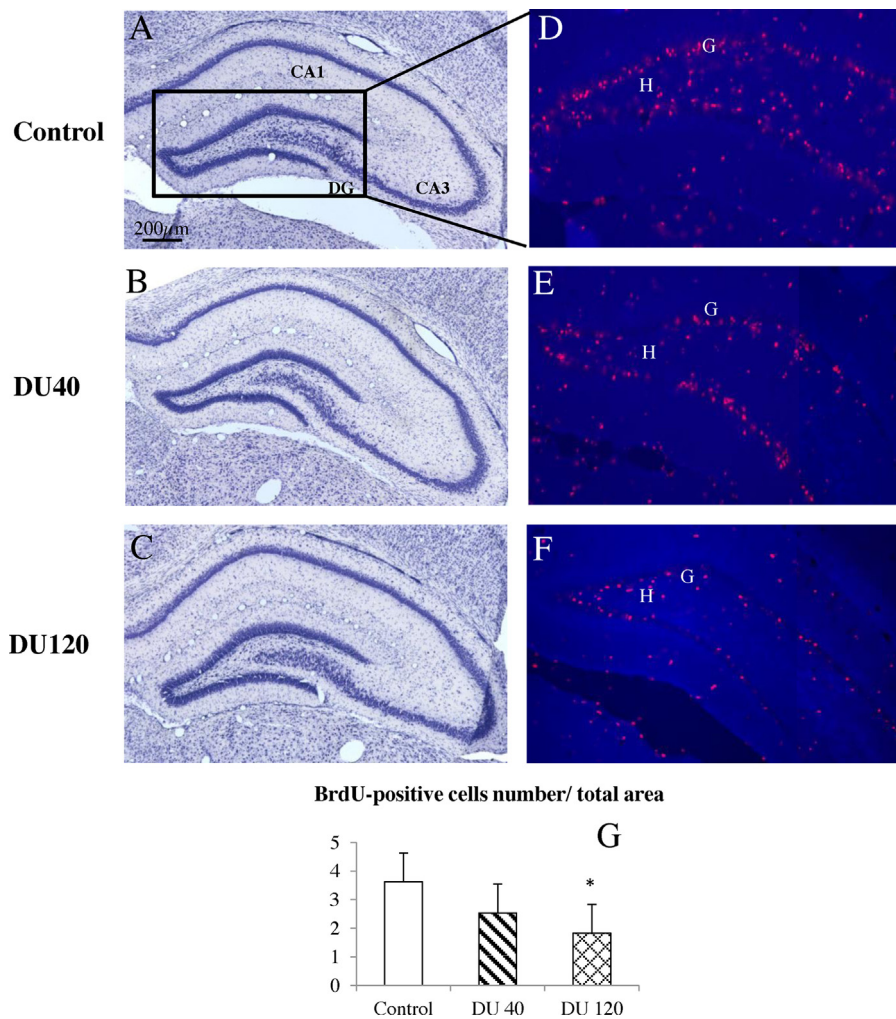 A
CA1
Control
DG
CA3
200µm
D
G
H
B
DU40
E
G
H
C
DU120
F
G
H
BrdU-positive cells number/ total area
G
5
4
3
2
1
0
*
Control DU 40 DU 120